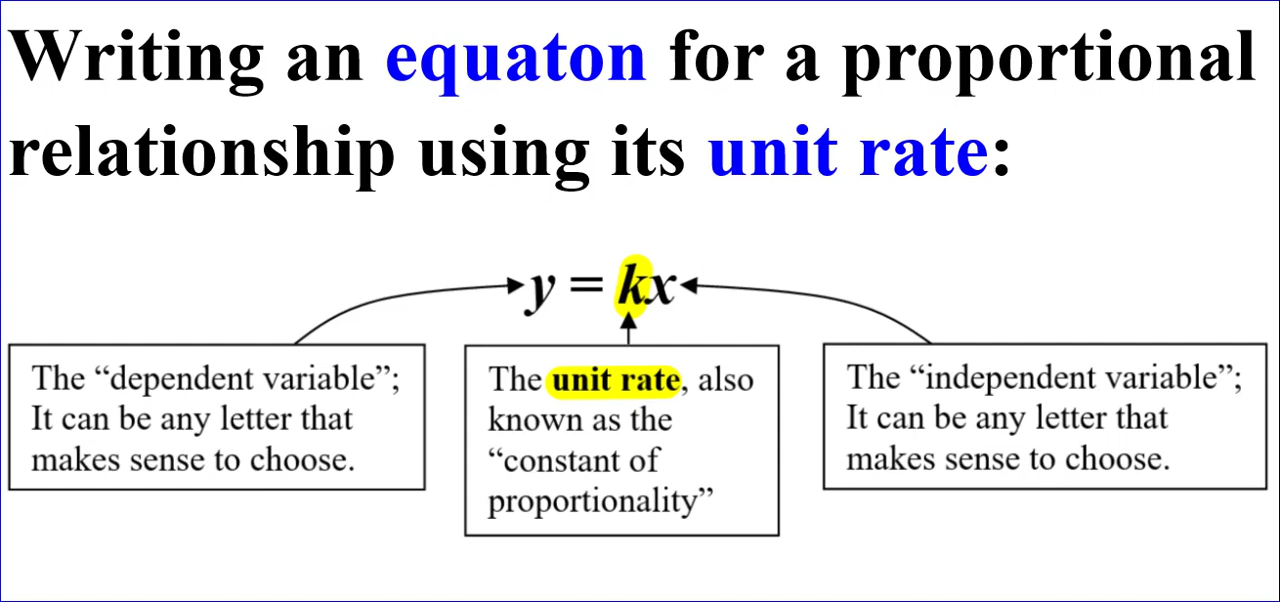 Writing an equaton for a proportional
relationship using its unit rate:
y = kx
The “dependent variable”;
It can be any letter that
makes sense to choose.
The unit rate, also
known as the
“constant of
proportionality”
The “independent variable”;
It can be any letter that
makes sense to choose.